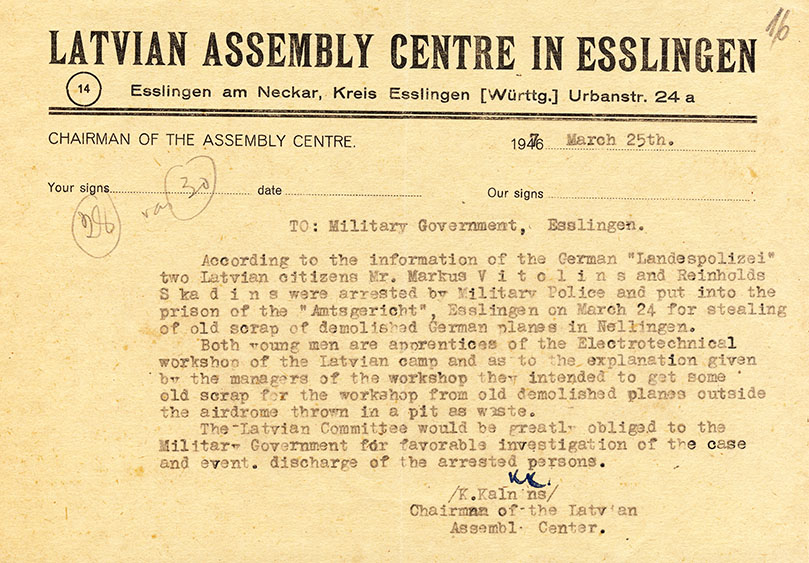 16
LATVIAN ASSEMBLY CENTRE IN ESSLINGEN
14
Esslingen am Neckar, Kreis Esslingen [Württg.] Urbanstr. 24 a
CHAIRMAN OF THE ASSEMBLY CENTRE.
1947 March 25th.
Your signs 30 date Our signs
TO: Military Government, Esslingen.
According to the information of the German "Landespolizei"
two Latvian citizens Mr. Markus V i t o l i n s and Reinholds
S k a d i n s were arrested by Military Police and put into the
prison of the "Amtsgericht", Esslingen on March 24 for stealing
of old scrap of demolished German planes in Nellingen.
Both young men are apprentices of the Electrotechnical
workshop of the Latvian camp and as to the explanation given
by the managers of the workshop they intended to get some
old scrap for the workshop from old demolished planes outside
the airdrome thrown in a pit as waste.
The Latvian Committee would be greatly obliged to the
Military Government for favorable investigation of the case
and event. discharge of the arrested persons.
KK.
/K.Kalnins/
Chairman of the Latvian
Assembly Center.